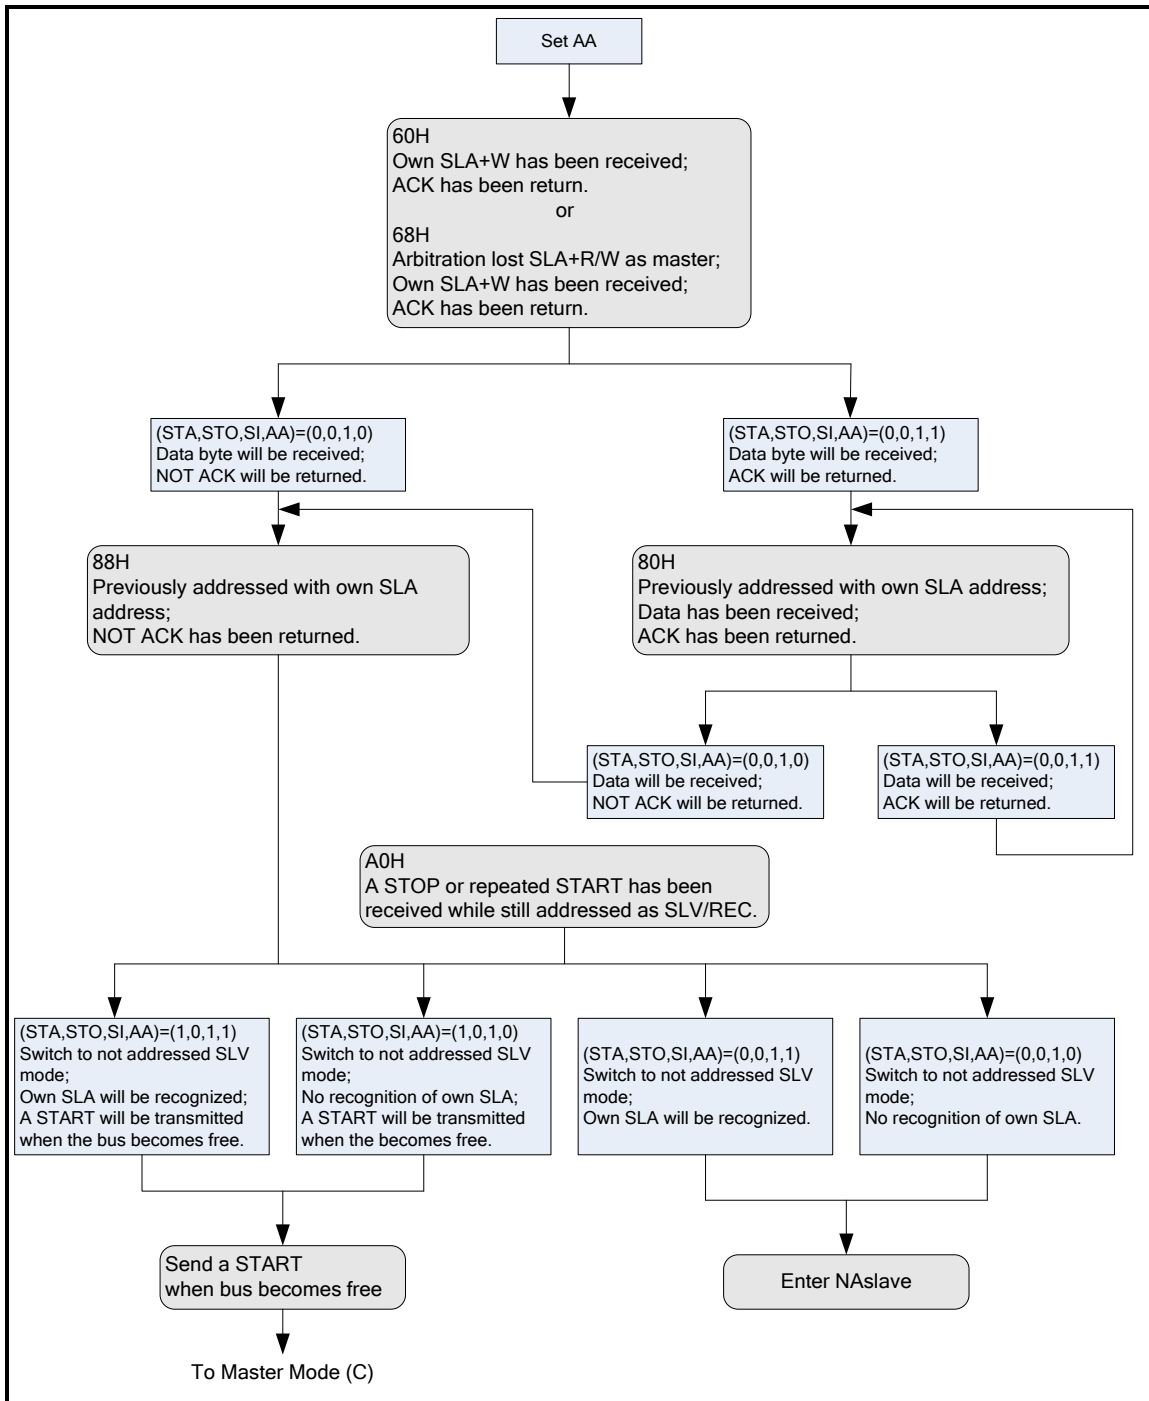 Set AA
60H
Own SLA+W has been received;
ACK has been return.
or
68H
Arbitration lost SLA+R/W as master;
Own SLA+W has been received;
ACK has been return.
(STA,STO,SI,AA)=(0,0,1,0)
Data byte will be received;
NOT ACK will be returned.
(STA,STO,SI,AA)=(0,0,1,1)
Data byte will be received;
ACK will be returned.
88H
Previously addressed with own SLA
address;
NOT ACK has been returned.
80H
Previously addressed with own SLA address;
Data has been received;
ACK has been returned.
(STA,STO,SI,AA)=(0,0,1,0)
Data will be received;
NOT ACK will be returned.
(STA,STO,SI,AA)=(0,0,1,1)
Data will be received;
ACK will be returned.
A0H
A STOP or repeated START has been
received while still addressed as SLV/REC.
(STA,STO,SI,AA)=(1,0,1,1)
Switch to not addressed SLV
mode;
Own SLA will be recognized;
A START will be transmitted
when the bus becomes free.
(STA,STO,SI,AA)=(1,0,1,0)
Switch to not addressed SLV
mode;
No recognition of own SLA;
A START will be transmitted
when the becomes free.
(STA,STO,SI,AA)=(0,0,1,1)
Switch to not addressed SLV
mode;
Own SLA will be recognized.
(STA,STO,SI,AA)=(0,0,1,0)
Switch to not addressed SLV
mode;
No recognition of own SLA.
Send a START
when bus becomes free
Enter NAslave
To Master Mode (C)